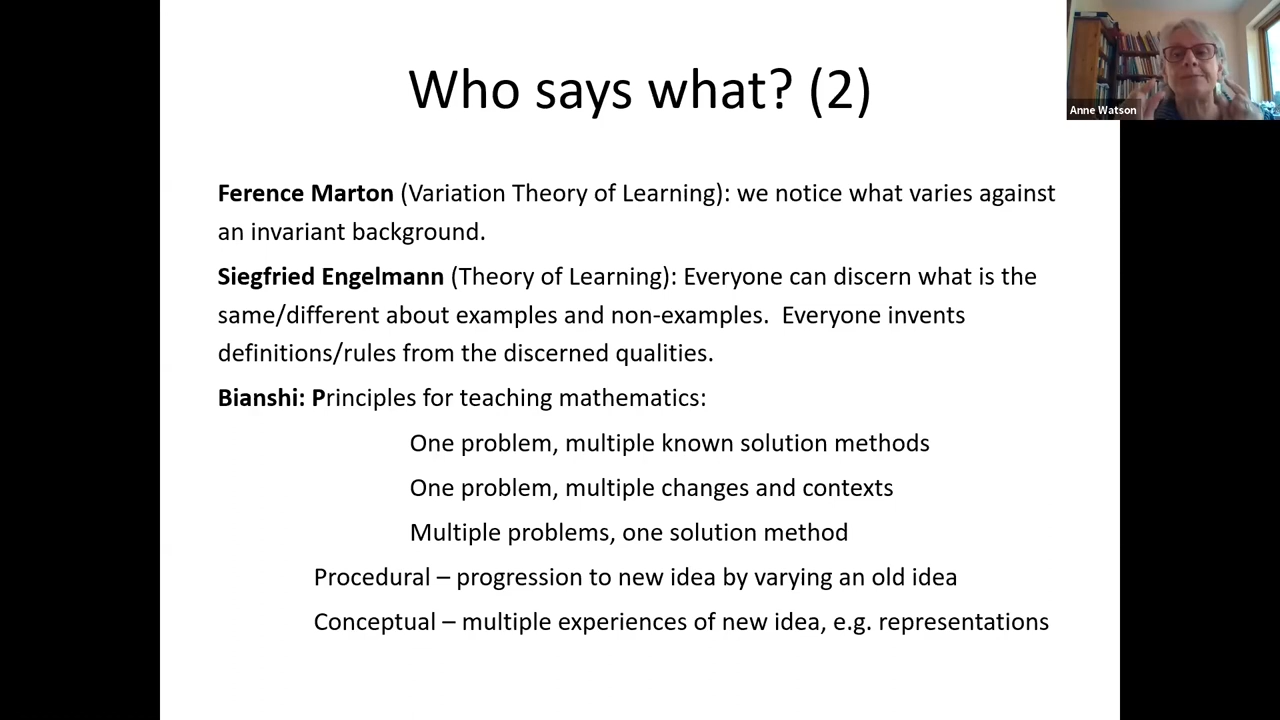 Who says what? (2)
Anne Watson
Ference Marton (Variation Theory of Learning): we notice what varies against
an invariant background.
Siegfried Engelmann (Theory of Learning): Everyone can discern what is the
same/different about examples and non-examples.  Everyone invents
definitions/rules from the discerned qualities.
Bianshi: Principles for teaching mathematics:
One problem, multiple known solution methods
One problem, multiple changes and contexts
Multiple problems, one solution method
Procedural – progression to new idea by varying an old idea
Conceptual – multiple experiences of new idea, e.g. representations